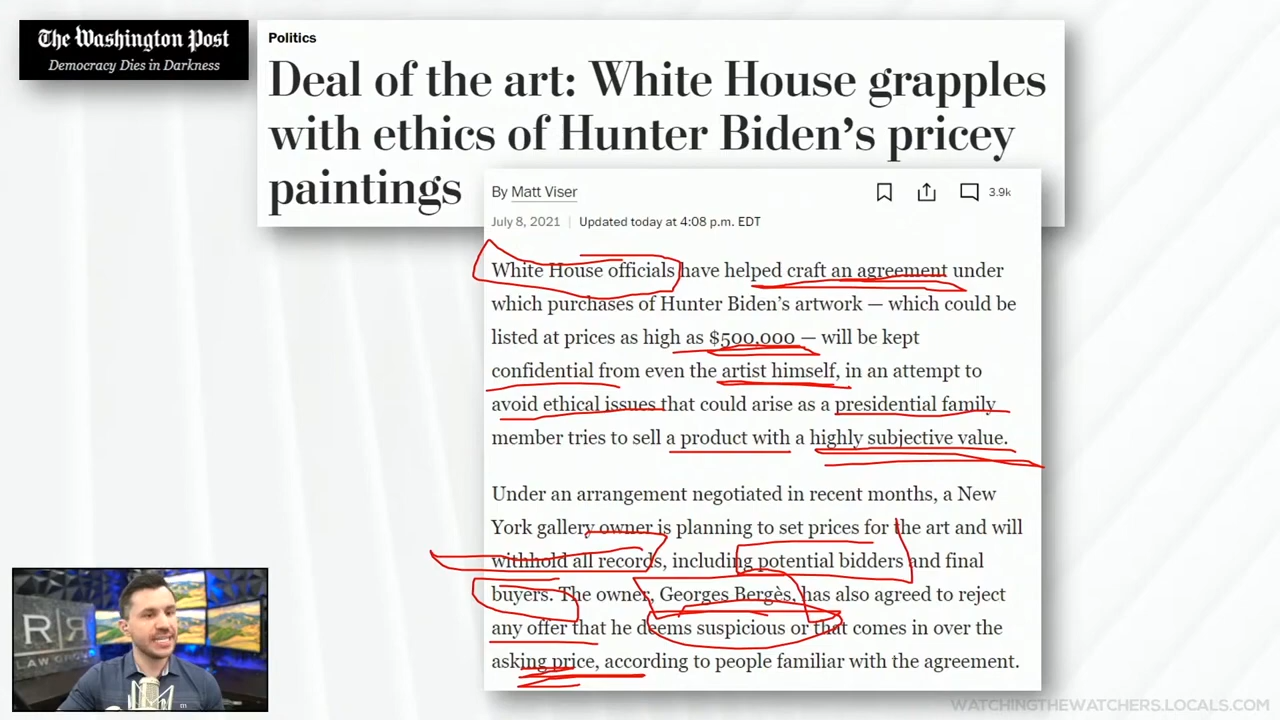 The Washington Post
Democracy Dies in Darkness
Politics
Deal of the art: White House grapples
with ethics of Hunter Biden’s pricey
paintings
By Matt Viser
3.9k
July 8, 2021 | Updated today at 4:08 p.m. EDT
White House officials have helped craft an agreement under
which purchases of Hunter Biden’s artwork — which could be
listed at prices as high as $500,000 — will be kept
confidential from even the artist himself, in an attempt to
avoid ethical issues that could arise as a presidential family
member tries to sell a product with a highly subjective value.
Under an arrangement negotiated in recent months, a New
York gallery owner is planning to set prices for the art and will
withhold all records, including potential bidders and final
buyers. The owner, Georges Bergès, has also agreed to reject
any offer that he deems suspicious or that comes in over the
asking price, according to people familiar with the agreement.
R R
LAW GROUP
WATCHINGTHEWATCHERS.LOCALS.COM